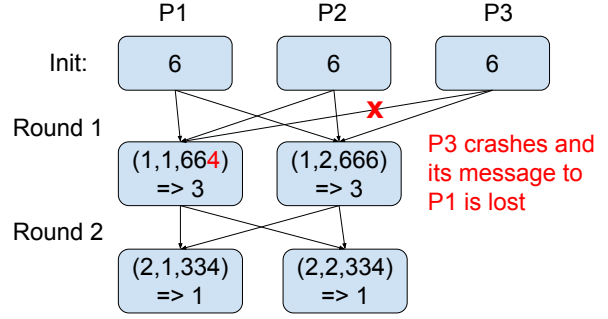 P1 P2 P3
Init: 6 6 6
X
Round 1
(1,1,664) (1,2,666)
=> 3 => 3
P3 crashes and
its message to
P1 is lost
Round 2
(2,1,334) (2,2,334)
=> 1 => 1